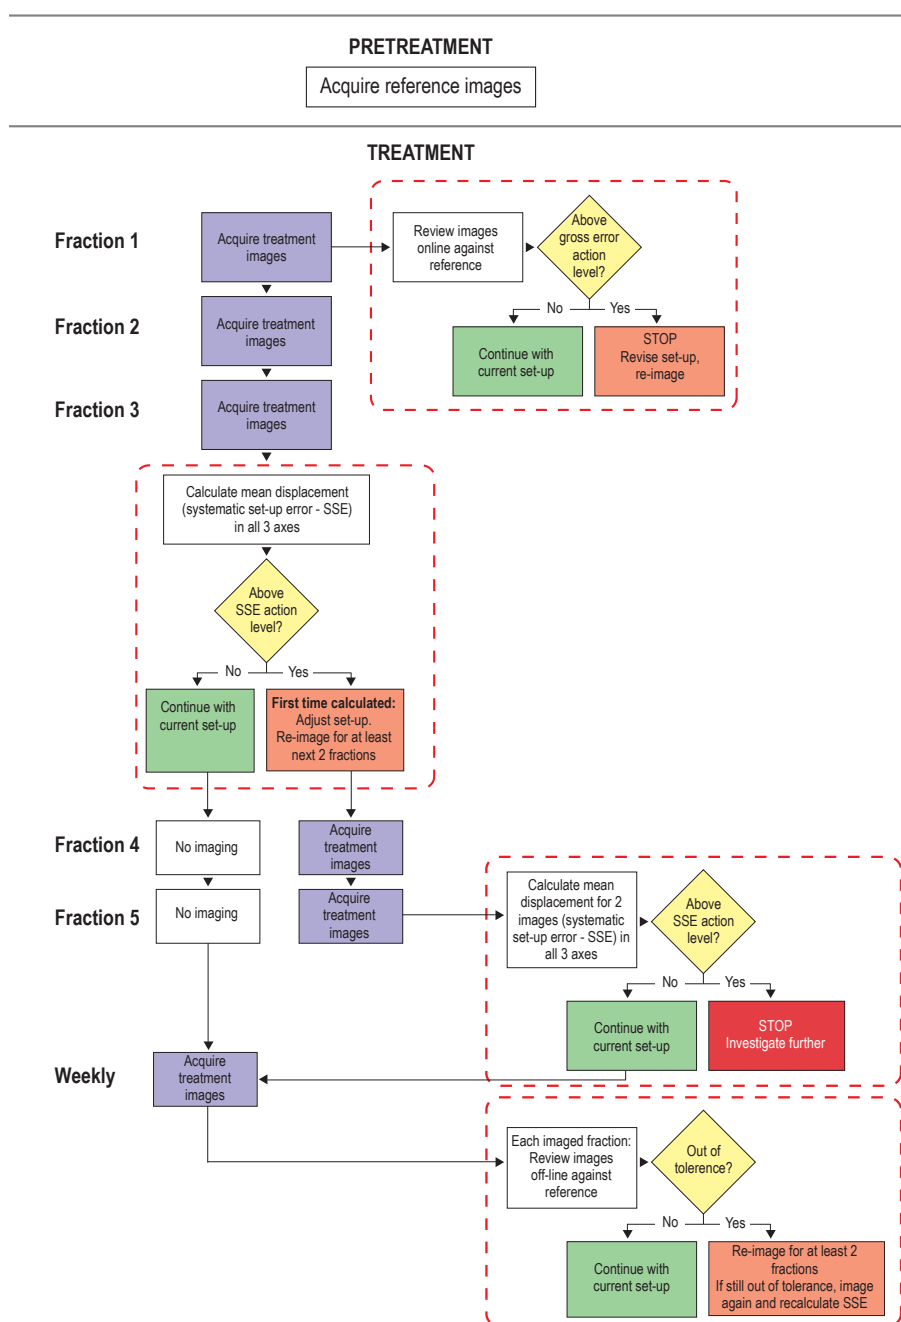 PRETREATMENT
Acquire reference images
TREATMENT
Fraction 1
Acquire treatment
images
Review images
online against
reference
Above
gross error
action
level?
No
Yes
Continue with
current set-up
STOP
Revise set-up,
re-image
Fraction 2
Acquire treatment
images
Fraction 3
Acquire treatment
images
Calculate mean displacement
(systematic set-up error - SSE)
in all 3 axes
Above
SSE action
level?
No
Yes
Continue with
current set-up
First time calculated:
Adjust set-up.
Re-image for at least
next 2 fractions
Fraction 4
No imaging
Acquire
treatment
images
Fraction 5
No imaging
Acquire
treatment
images
Calculate mean
displacement for 2
images (systematic
set-up error - SSE) in
all 3 axes
Above
SSE action
level?
No
Yes
Continue with
current set-up
STOP
Investigate further
Weekly
Acquire
treatment
images
Each imaged fraction:
Review images
off-line against
reference
Out of
tolerence?
No
Yes
Continue with
current set-up
Re-image for at least 2
fractions
If still out of tolerance, image
again and recalculate SSE